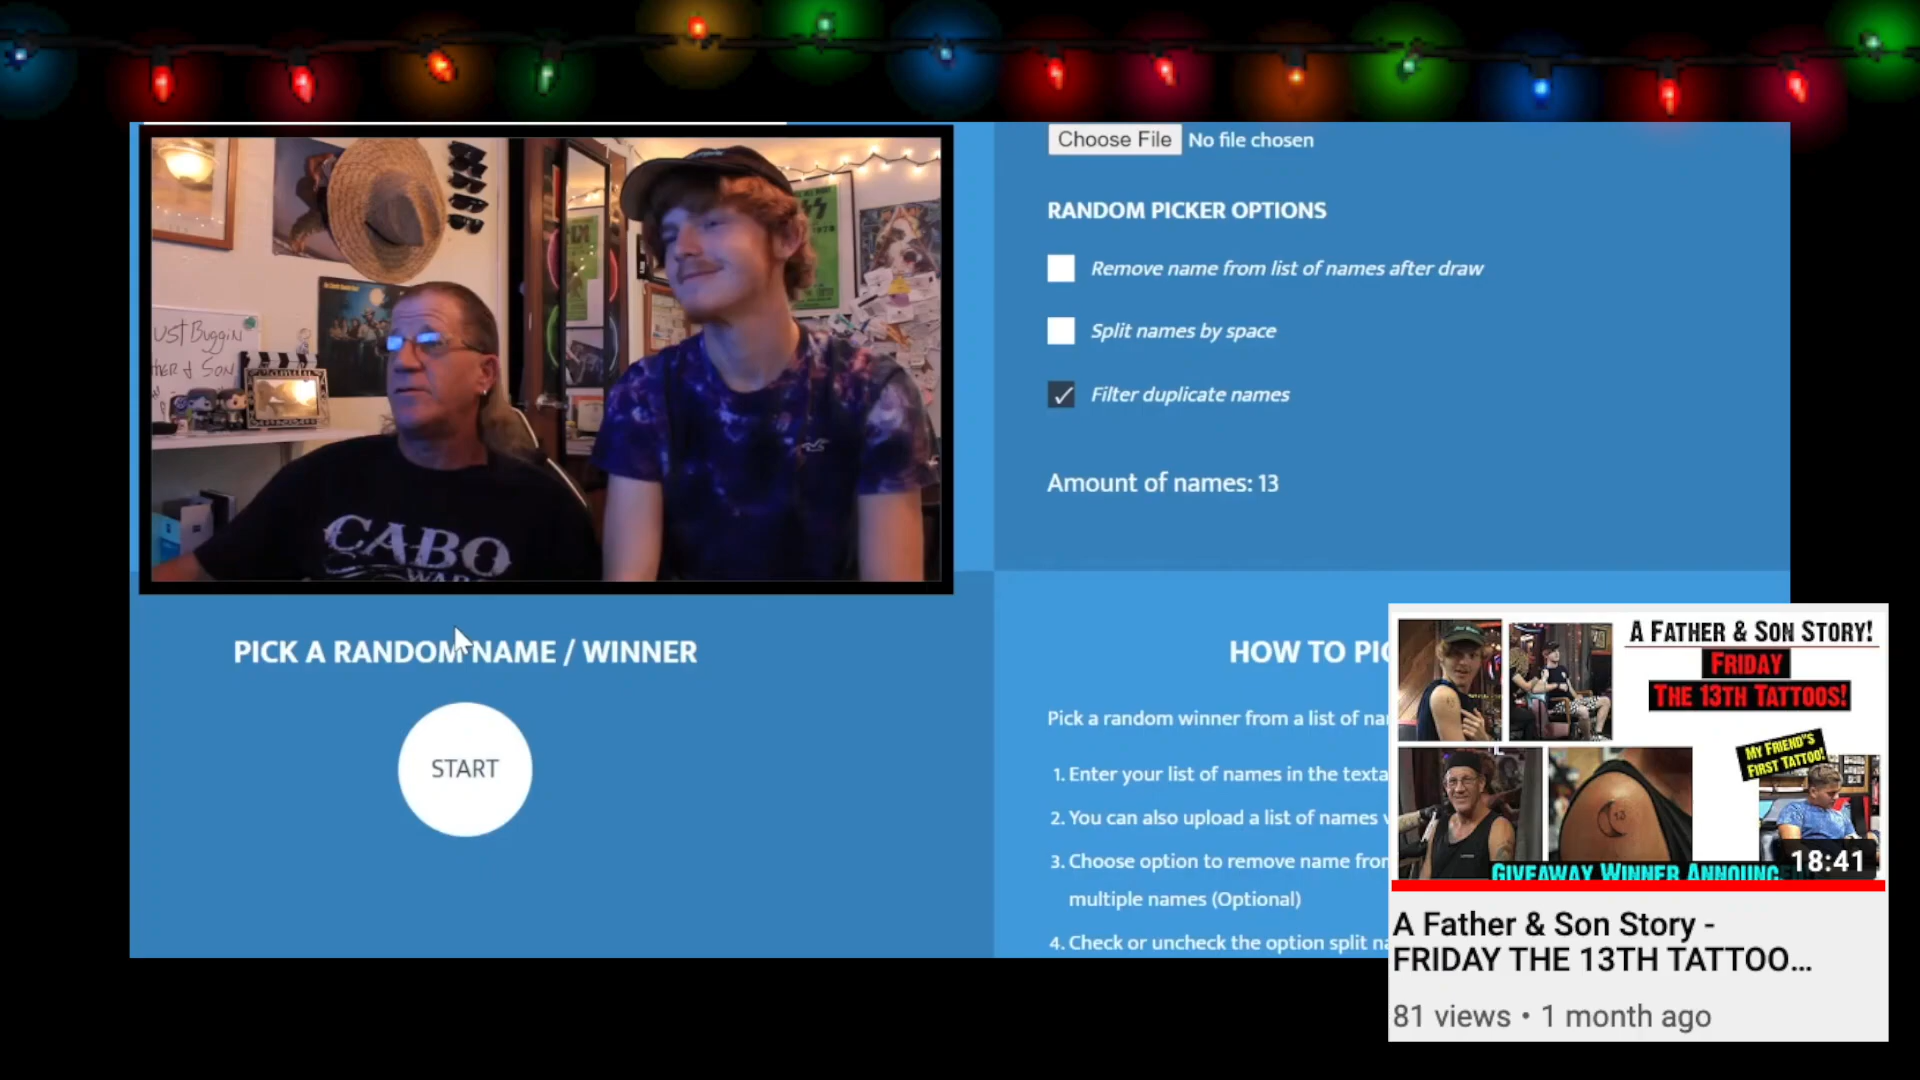 Choose File No file chosen
RANDOM PICKER OPTIONS
Remove name from list of names after draw
Split names by space
Filter duplicate names
Amount of names: 13
UST BUGGIN
HER & SON
CABO
PICK A RANDOM NAME / WINNER
START
HOW TO PI
Pick a random winner from a list of
1. Enter your list of names in the
2. You can also upload a list of names
3. Choose option to remove name
multiple names (Optional)
4. Check or uncheck the option split
A FATHER & SON STORY!
FRIDAY
THE 13TH TATTOOS!
MY FRIEND'S
FIRST TATTOO!
GIVEAWAY WINNER ANNOUNC
18:41
A Father & Son Story -
FRIDAY THE 13TH TATTOO...
81 views • 1 month ago